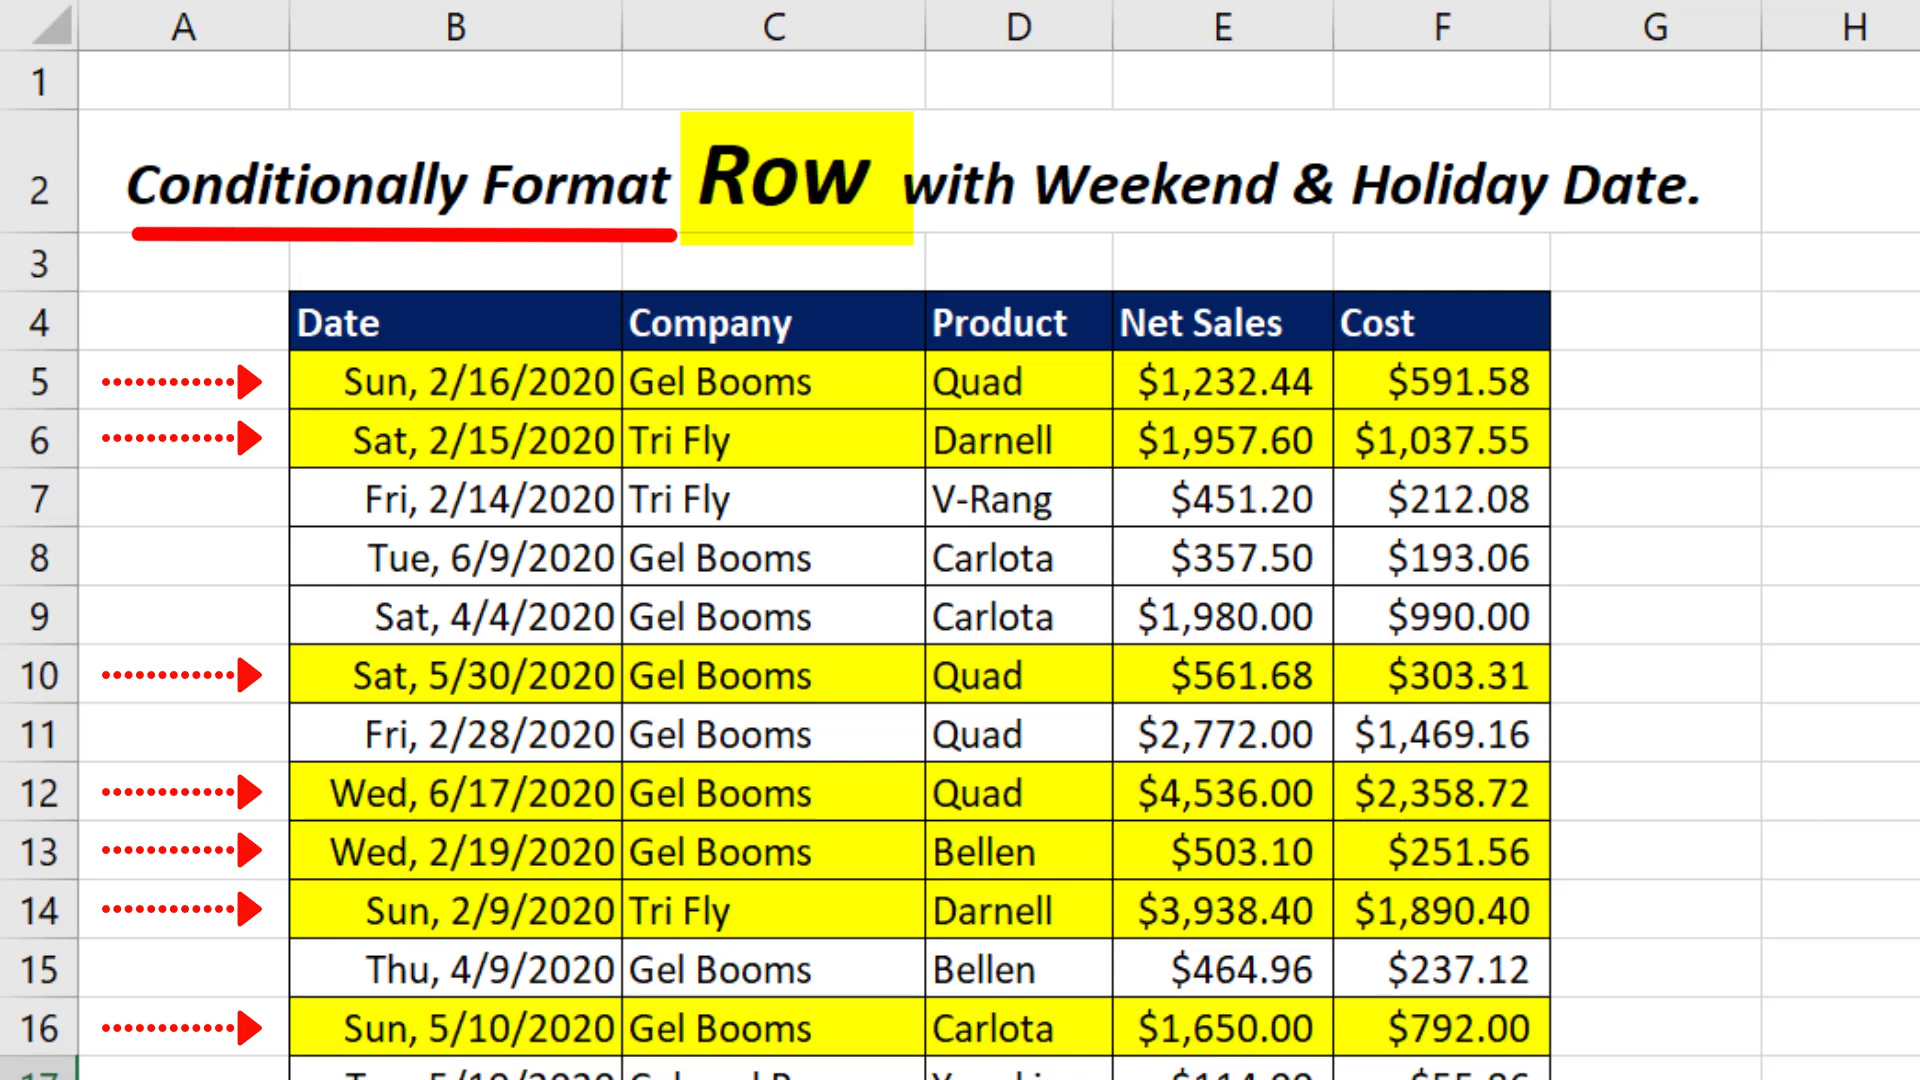 A B C D E F G H
1
2 Conditionally Format Row with Weekend & Holiday Date.
3
4 Date Company Product Net Sales Cost
5 Sun, 2/16/2020 Gel Booms Quad $1,232.44 $591.58
6 Sat, 2/15/2020 Tri Fly Darnell $1,957.60 $1,037.55
7 Fri, 2/14/2020 Tri Fly V-Rang $451.20 $212.08
8 Tue, 6/9/2020 Gel Booms Carlota $357.50 $193.06
9 Sat, 4/4/2020 Gel Booms Carlota $1,980.00 $990.00
10 Sat, 5/30/2020 Gel Booms Quad $561.68 $303.31
11 Fri, 2/28/2020 Gel Booms Quad $2,772.00 $1,469.16
12 Wed, 6/17/2020 Gel Booms Quad $4,536.00 $2,358.72
13 Wed, 2/19/2020 Gel Booms Bellen $503.10 $251.56
14 Sun, 2/9/2020 Tri Fly Darnell $3,938.40 $1,890.40
15 Thu, 4/9/2020 Gel Booms Bellen $464.96 $237.12
16 Sun, 5/10/2020 Gel Booms Carlota $1,650.00 $792.00
17